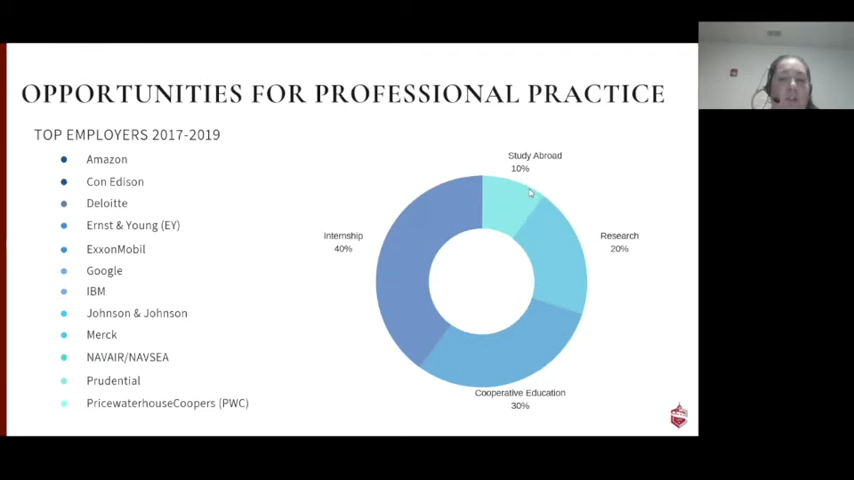 OPPORTUNITIES FOR PROFESSIONAL PRACTICE
TOP EMPLOYERS 2017-2019
Amazon
Con Edison
Deloitte
Ernst & Young (EY)
ExxonMobil
Google
IBM
Johnson & Johnson
Merck
NAVAIR/NAVSEA
Prudential
PricewaterhouseCoopers (PWC)
Study Abroad
10%
Research
20%
Internship
40%
Cooperative Education
30%